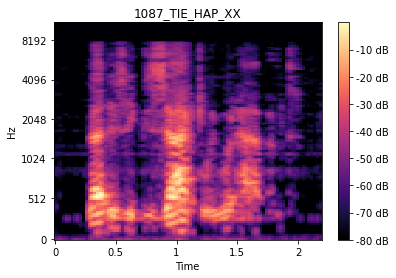 1087_TIE_HAP_XX
8192
4096
2048
1024
512
0
Hz
0
0.5
1
1.5
2
Time
-10 dB
-20 dB
-30 dB
-40 dB
-50 dB
-60 dB
-70 dB
-80 dB